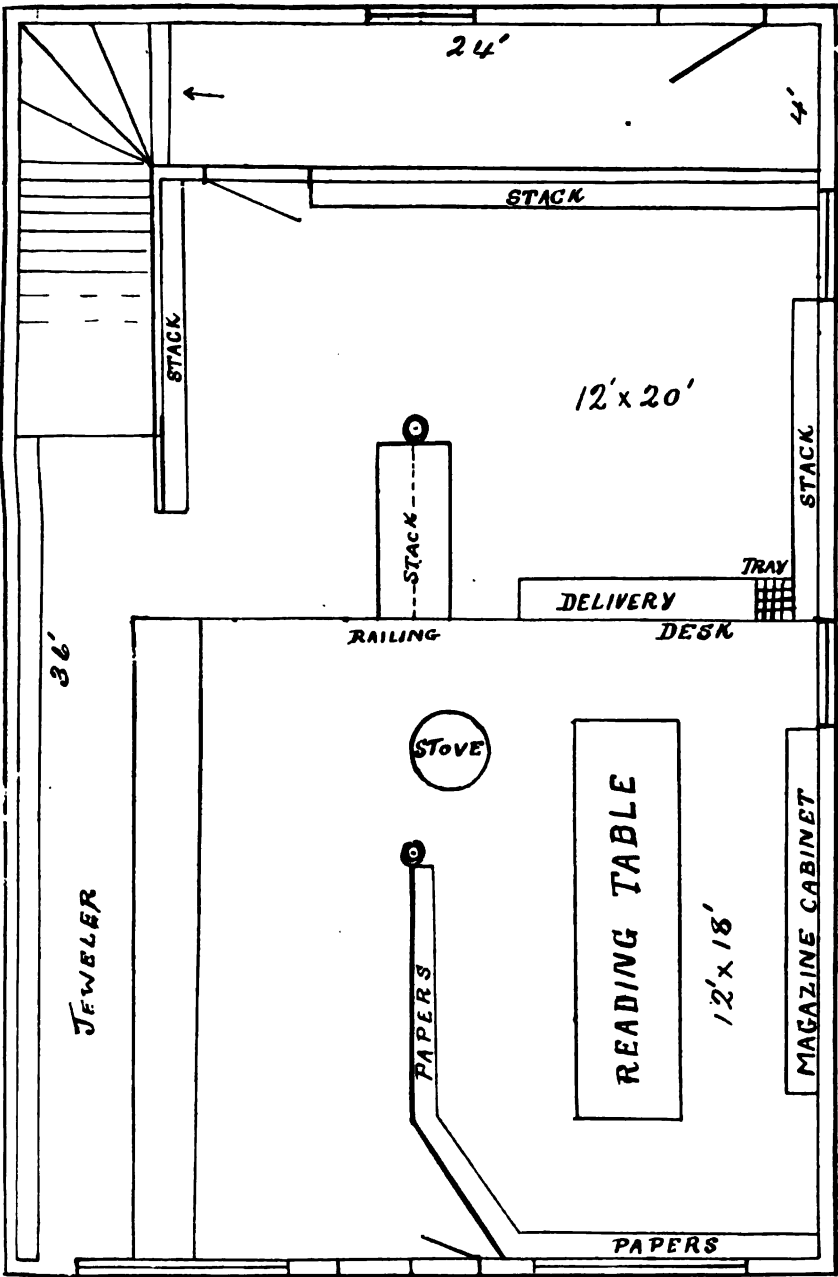 24'
4'
STACK
STACK
12' x 20'
STACK
STACK
TRAY
DELIVERY
DESK
RAILING
36'
STOVE
READING TABLE
MAGAZINE CABINET
12' x 18'
JEWELER
PAPERS
PAPERS